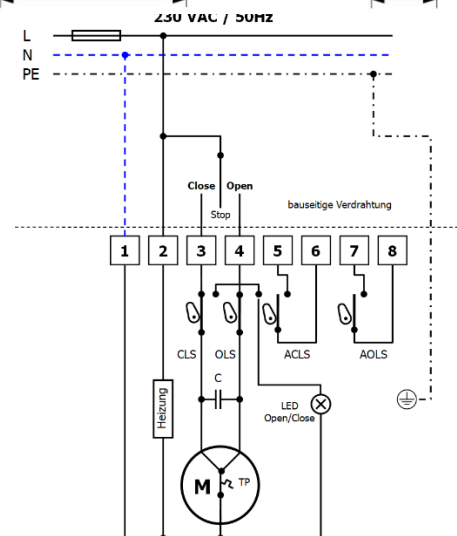 230 VAC / 50Hz
L
N
PE
Close Open
Stop
bauseitige Verdrahtung
1 2 3 4 5 6 7 8
CLS OLS ACLS AOLS
C
Heizung
LED
Open/Close
M TP